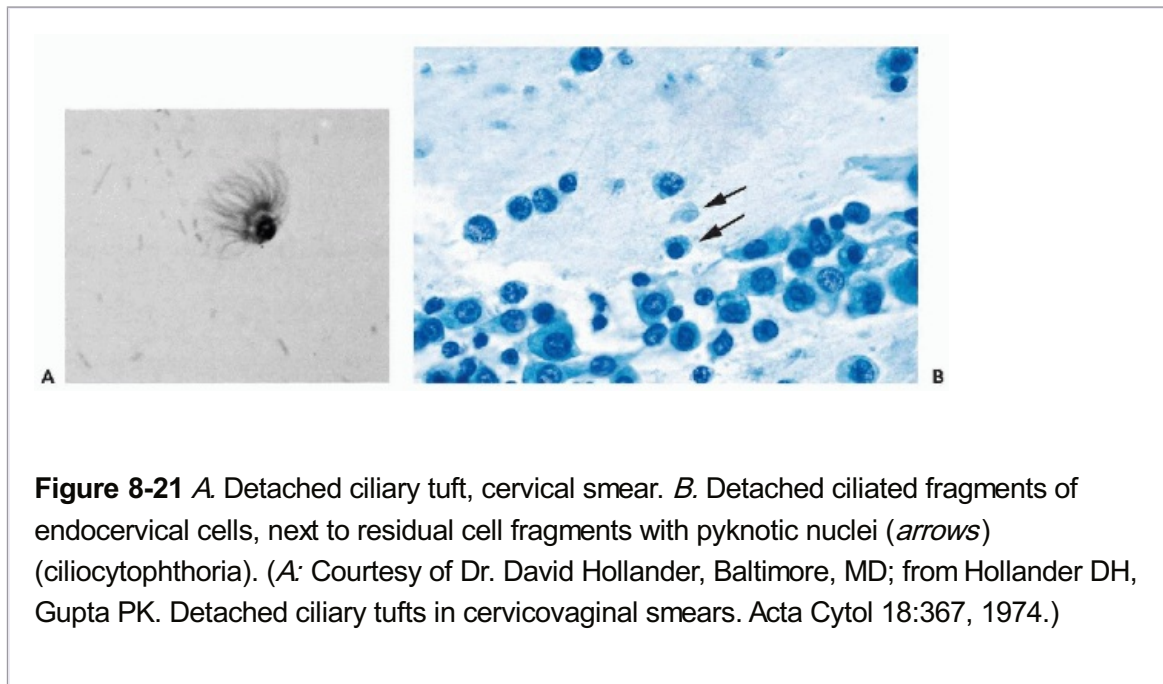 A
B
Figure 8-21 A. Detached ciliary tuft, cervical smear. B. Detached ciliated fragments of
endocervical cells, next to residual cell fragments with pyknotic nuclei (arrows)
(ciliocytophthoria). (A: Courtesy of Dr. David Hollander, Baltimore, MD; from Hollander DH,
Gupta PK. Detached ciliary tufts in cervicovaginal smears. Acta Cytol 18:367, 1974.)